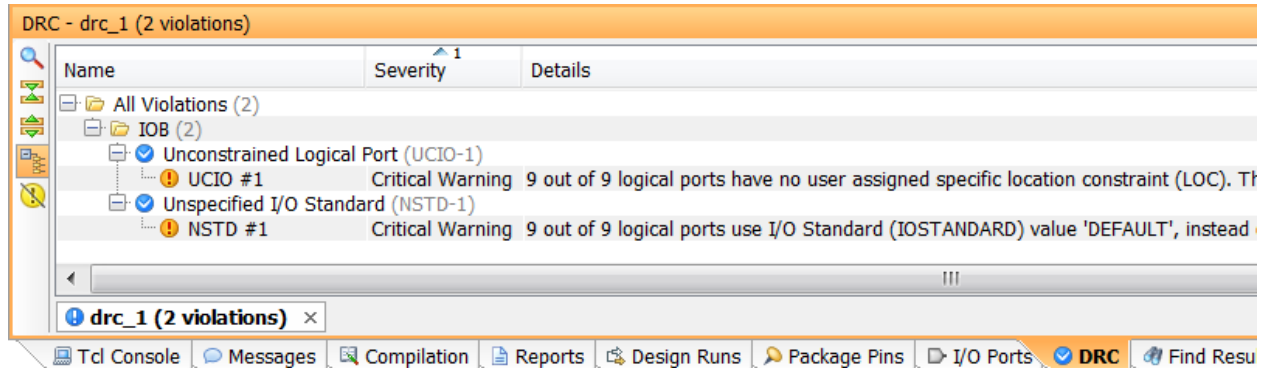 DRC - drc_1 (2 violations)
Name Severity 1 Details
All Violations (2)
IOB (2)
Unconstrained Logical Port (UCIO-1)
UCIO #1 Critical Warning 9 out of 9 logical ports have no user assigned specific location constraint (LOC).
Unspecified I/O Standard (NSTD-1)
NSTD #1 Critical Warning 9 out of 9 logical ports use I/O Standard (IOSTANDARD) value 'DEFAULT', instead
drc_1 (2 violations) ×
Tcl Console Messages Compilation Reports Design Runs Package Pins I/O Ports DRC Find Resu